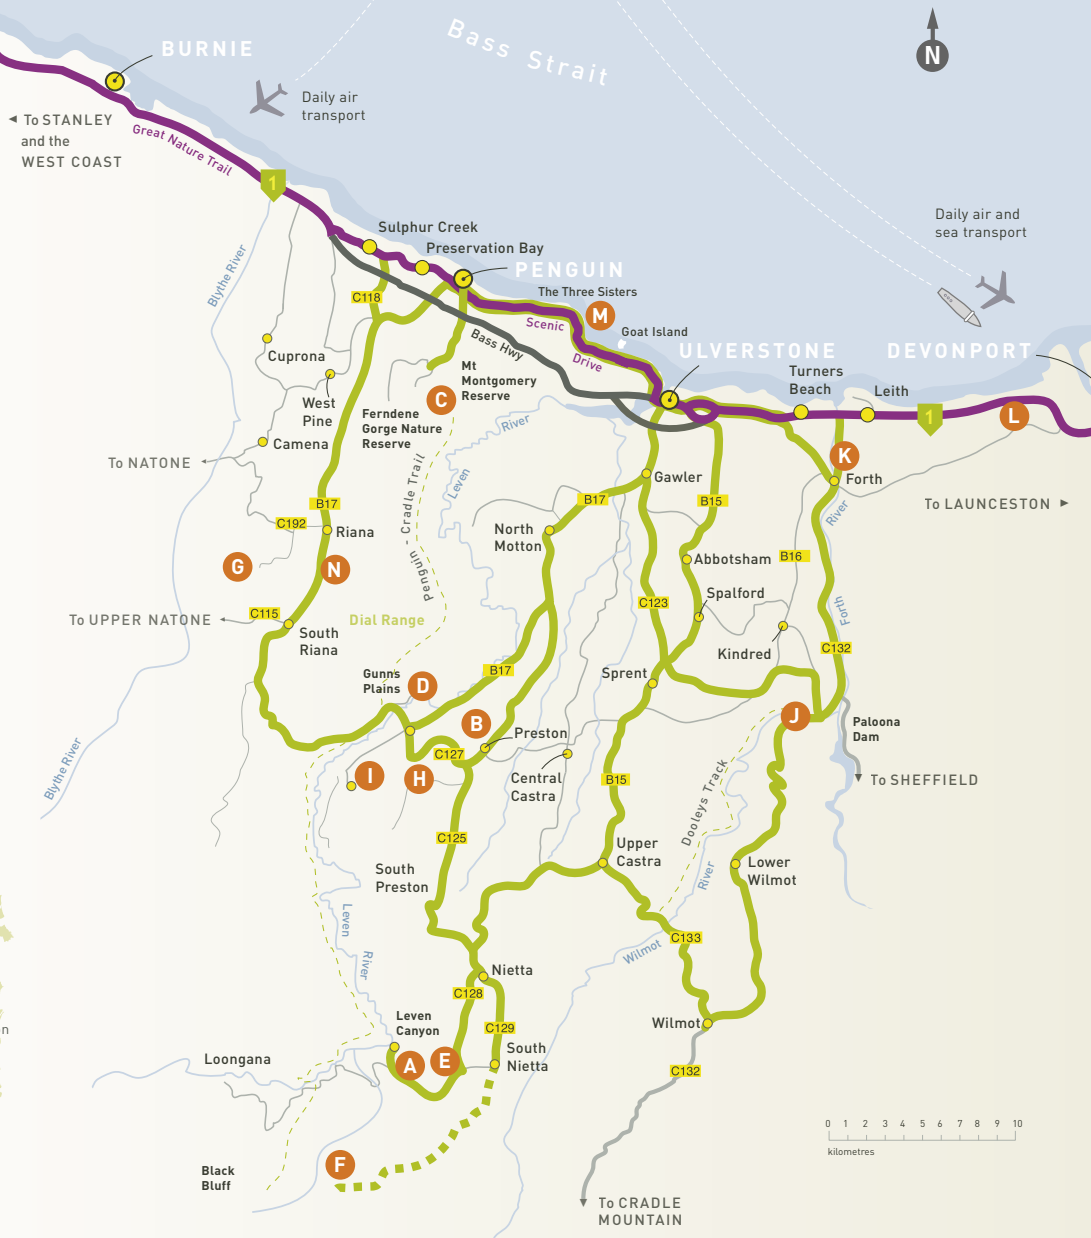 BURNIE
Bass Strait
N
Daily air
transport
To STANLEY
and the
WEST COAST
Great Nature Trail
1
Daily air and
sea transport
Sulphur Creek
Preservation Bay
PENGUIN
Blythe River
The Three Sisters
C118
M
Scenic
Goat Island
Bass Hwy
Drive
ULVERSTONE
DEVONPORT
Cuprona
Mt
Montgomery
Reserve
Turners
Beach
Leith
West
Pine
C
Ferndene
Gorge Nature
Reserve
River
1
L
Camena
K
To NATONE
Leven
Gawler
Forth
B17
B17
B15
To LAUNCESTON
C192
Riana
North
Motton
River
Penguin - Cradle Trail
G
N
Abbotsham
B16
C115
C123
Spalford
To UPPER NATONE
Dial Range
Forth
South
Riana
Kindred
C132
Gunns
Plains
D
B17
Sprent
B
J
Preston
Paloona
Dam
C127
I
H
Central
Castra
B15
To SHEFFIELD
Blythe River
Dooleys Track
C125
Upper
Castra
South
Preston
River
Lower
Wilmot
Leven
C133
Wilmot
River
Nietta
C128
Leven
Canyon
C129
Wilmot
Loongana
A
E
South
Nietta
C132
0 1 2 3 4 5 6 7 8 9 10
kilometres
Black
Bluff
F
To CRADLE
MOUNTAIN
n